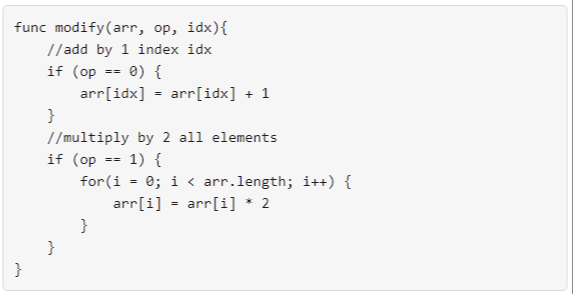 func modify(arr, op, idx){
    //add by 1 index idx
    if (op == 0) {
        arr[idx] = arr[idx] + 1
    }
    //multiply by 2 all elements
    if (op == 1) {
        for(i = 0; i < arr.length; i++) {
            arr[i] = arr[i] * 2
        }
    }
}